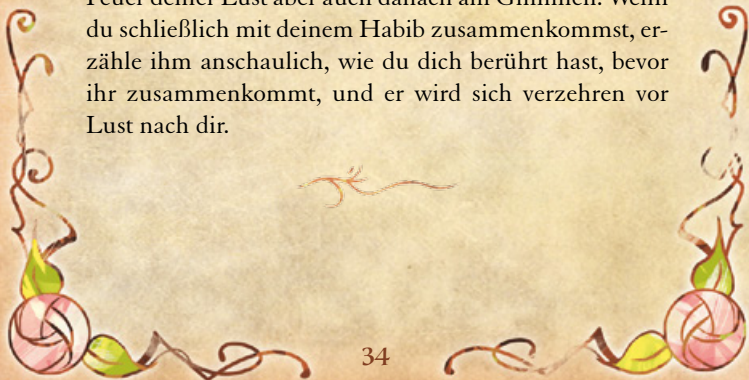 Feuer deiner Lust aber auch danach am Glimmen. Wenn
du schließlich mit deinem Habib zusammenkommst, er-
zähle ihm anschaulich, wie du dich berührt hast, bevor
ihr zusammenkommt, und er wird sich verzehren vor
Lust nach dir.
34